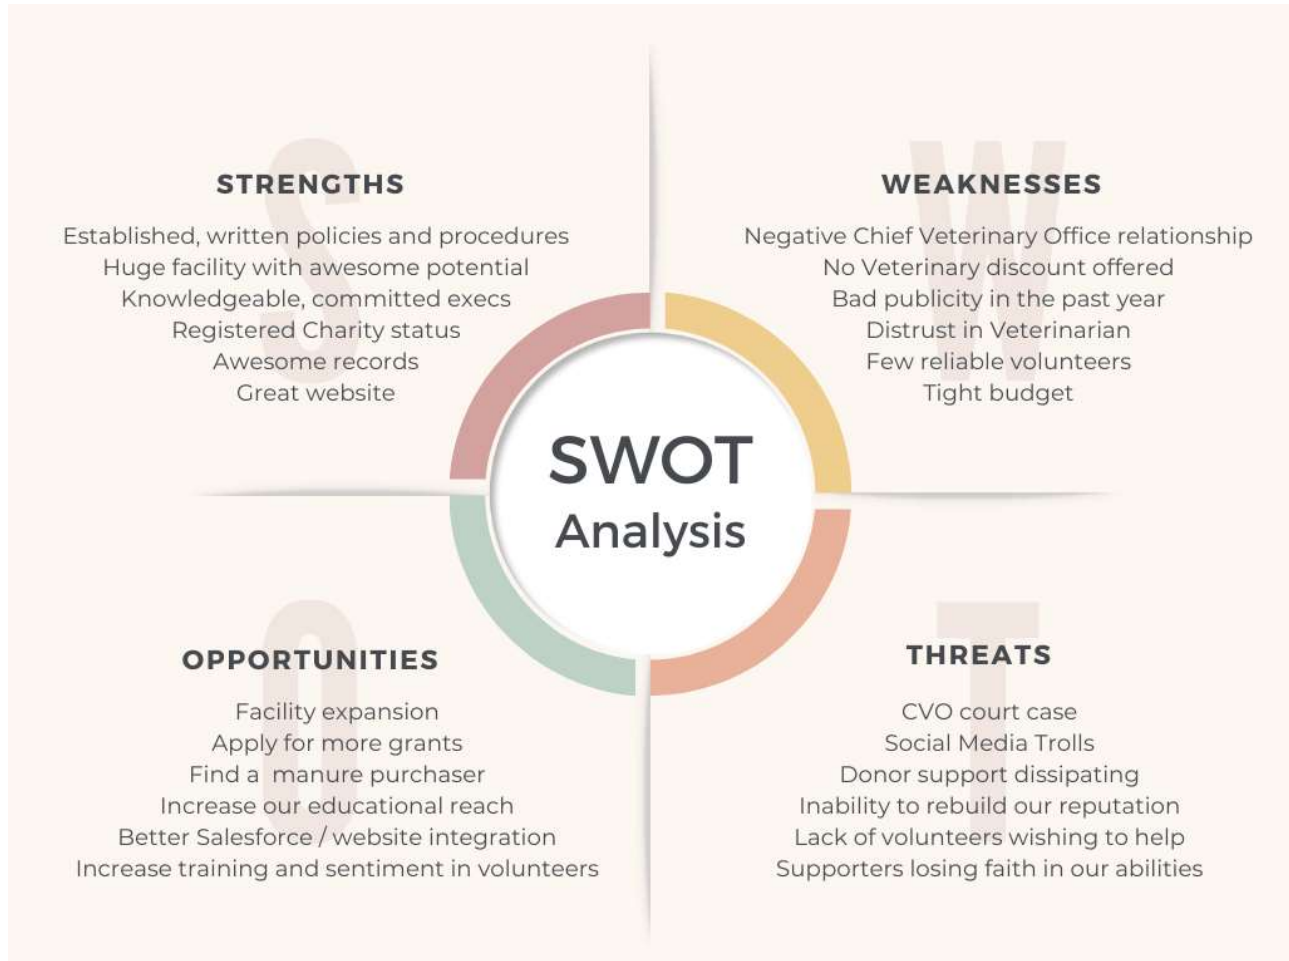 STRENGTHS
Established, written policies and procedures
Huge facility with awesome potential
Knowledgeable, committed execs
Registered Charity status
Awesome records
Great website
WEAKNESSES
Negative Chief Veterinary Office relationship
No Veterinary discount offered
Bad publicity in the past year
Distrust in Veterinarian
Few reliable volunteers
Tight budget
SWOT
Analysis
OPPORTUNITIES
Facility expansion
Apply for more grants
Find a manure purchaser
Increase our educational reach
Better Salesforce / website integration
Increase training and sentiment in volunteers
THREATS
CVO court case
Social Media Trolls
Donor support dissipating
Inability to rebuild our reputation
Lack of volunteers wishing to help
Supporters losing faith in our abilities
S
W
O
T